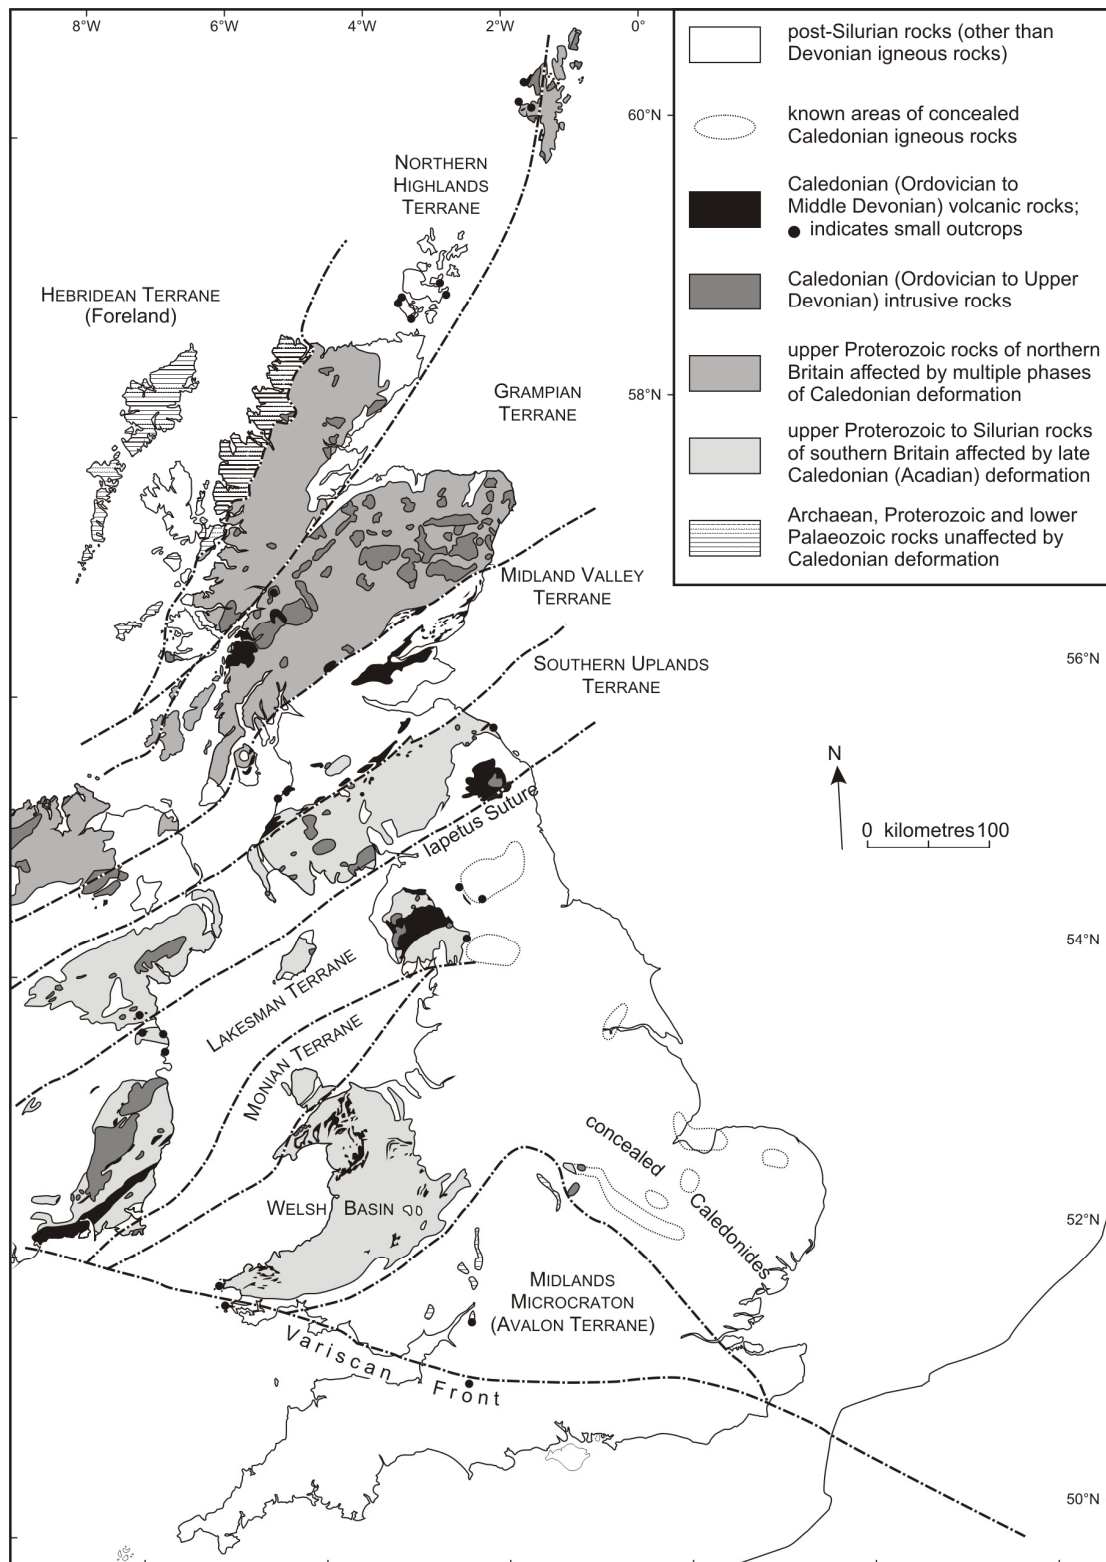 8°W 6°W 4°W 2°W 0°
post-Silurian rocks (other than
Devonian igneous rocks)
known areas of concealed
Caledonian igneous rocks
Caledonian (Ordovician to
Middle Devonian) volcanic rocks;
● indicates small outcrops
Caledonian (Ordovician to Upper
Devonian) intrusive rocks
upper Proterozoic rocks of northern
Britain affected by multiple phases
of Caledonian deformation
upper Proterozoic to Silurian rocks
of southern Britain affected by late
Caledonian (Acadian) deformation
Archaean, Proterozoic and lower
Palaeozoic rocks unaffected by
Caledonian deformation
60°N
NORTHERN
HIGHLANDS
TERRANE
HEBRIDEAN TERRANE
(Foreland)
58°N
GRAMPIAN
TERRANE
MIDLAND VALLEY
TERRANE
56°N
SOUTHERN UPLANDS
TERRANE
N
0 kilometres 100
Iapetus Suture
54°N
LAKESMAN TERRANE
MONIAN TERRANE
concealed
Caledonides
WELSH BASIN
52°N
MIDLANDS
MICROCRATON
(AVALON TERRANE)
Variscan Front
50°N